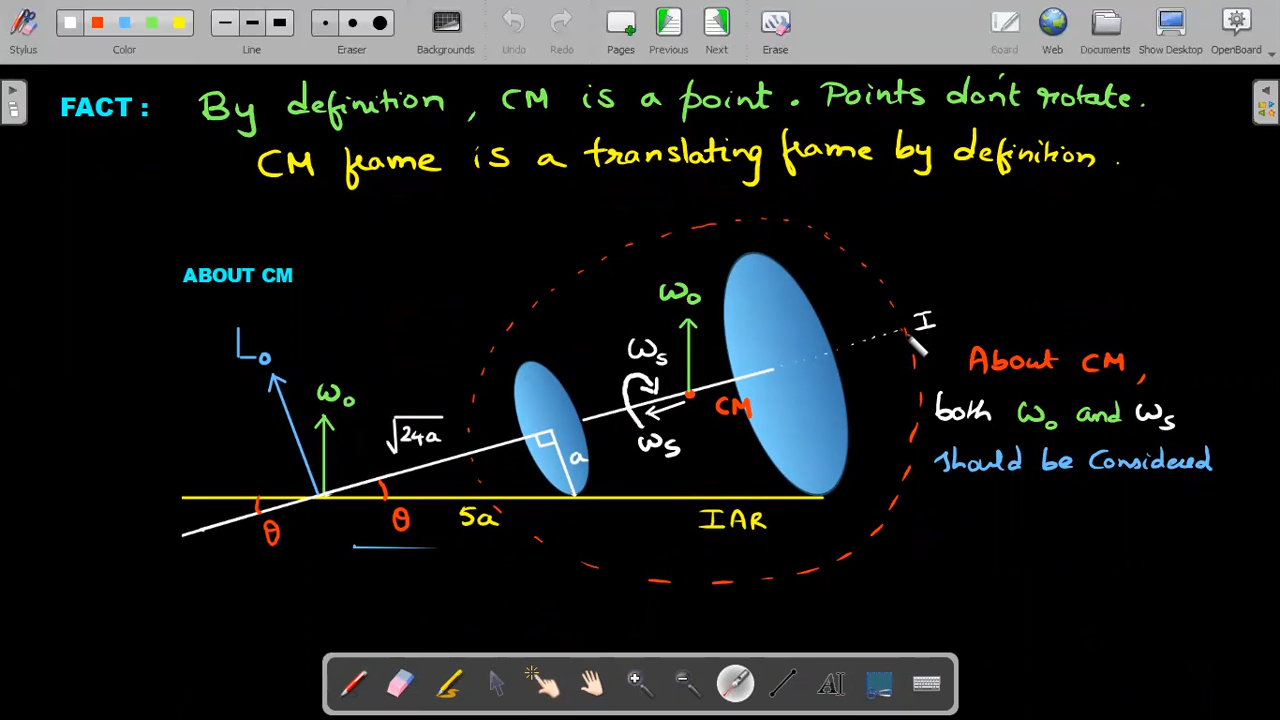 Stylus
Color
Line
Eraser
Backgrounds
Undo
Redo
Pages
Previous
Next
Erase
Board
Web
Documents
Show Desktop
OpenBoard
FACT : By definition, CM is a point. Points don't rotate.
CM frame is a translating frame by definition.
ABOUT CM
ω₀
I
L₀
ωs
About CM,
ω₀
CM
both ω₀ and ωs
√24a
ωs
a
should be Considered
θ
θ
5a
IAR